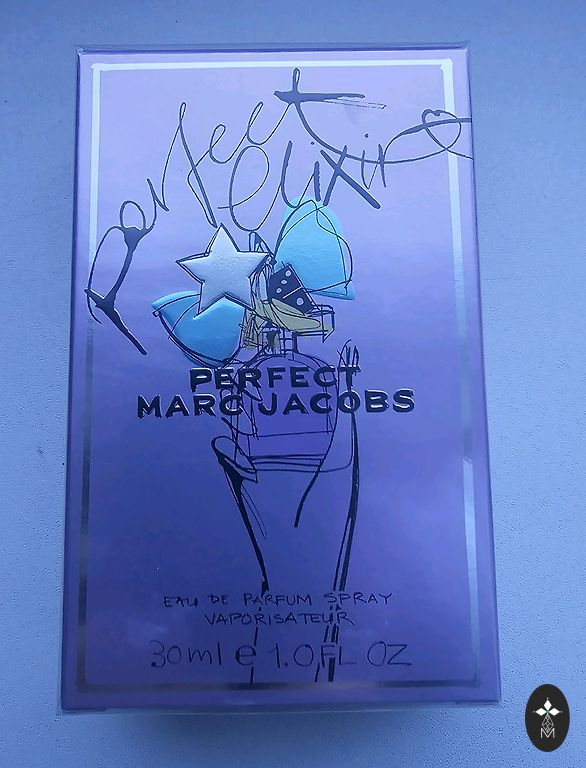 Perfect
elixir
PERFECT
MARC JACOBS
EAU DE PARFUM SPRAY
VAPORISATEUR
30ml e 1.0FL OZ
M